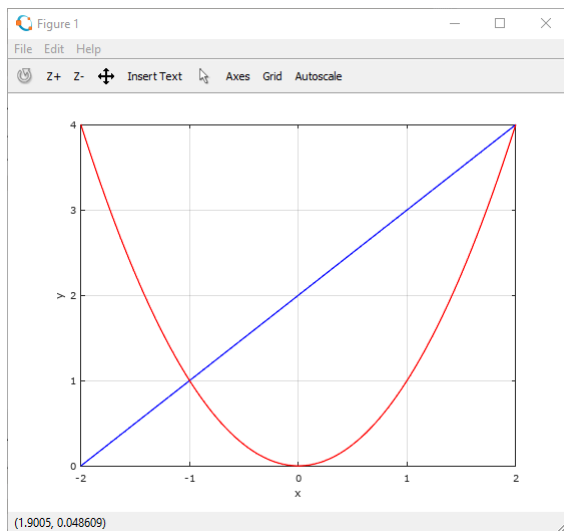 Figure 1
File Edit Help
Z+ Z- Insert Text Axes Grid Autoscale
4
3
y 2
1
0
-2 -1 0 1 2
x
(1.9005, 0.048609)